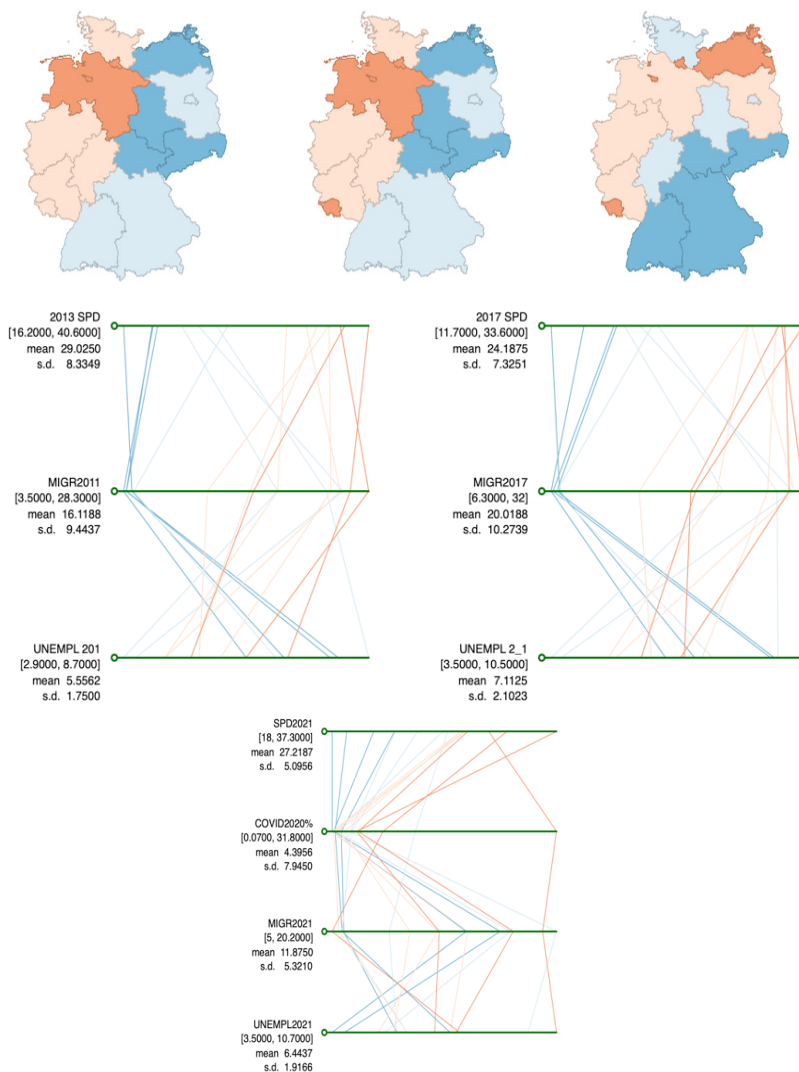 2013 SPD
[16.2000, 40.6000]
mean 29.0250
s.d. 8.3349
MIGR2011
[3.5000, 28.3000]
mean 16.1188
s.d. 9.4437
UNEMPL 201
[2.9000, 8.7000]
mean 5.5562
s.d. 1.7500
2017 SPD
[11.7000, 33.6000]
mean 24.1875
s.d. 7.3251
MIGR2017
[6.3000, 32]
mean 20.0188
s.d. 10.2739
UNEMPL 2_1
[3.5000, 10.5000]
mean 7.1125
s.d. 2.1023
SPD2021
[18, 37.3000]
mean 27.2187
s.d. 5.0956
COVID2020%
[0.0700, 31.8000]
mean 4.3956
s.d. 7.9450
MIGR2021
[5, 20.2000]
mean 11.8750
s.d. 5.3210
UNEMPL2021
[3.5000, 10.7000]
mean 6.4437
s.d. 1.9166